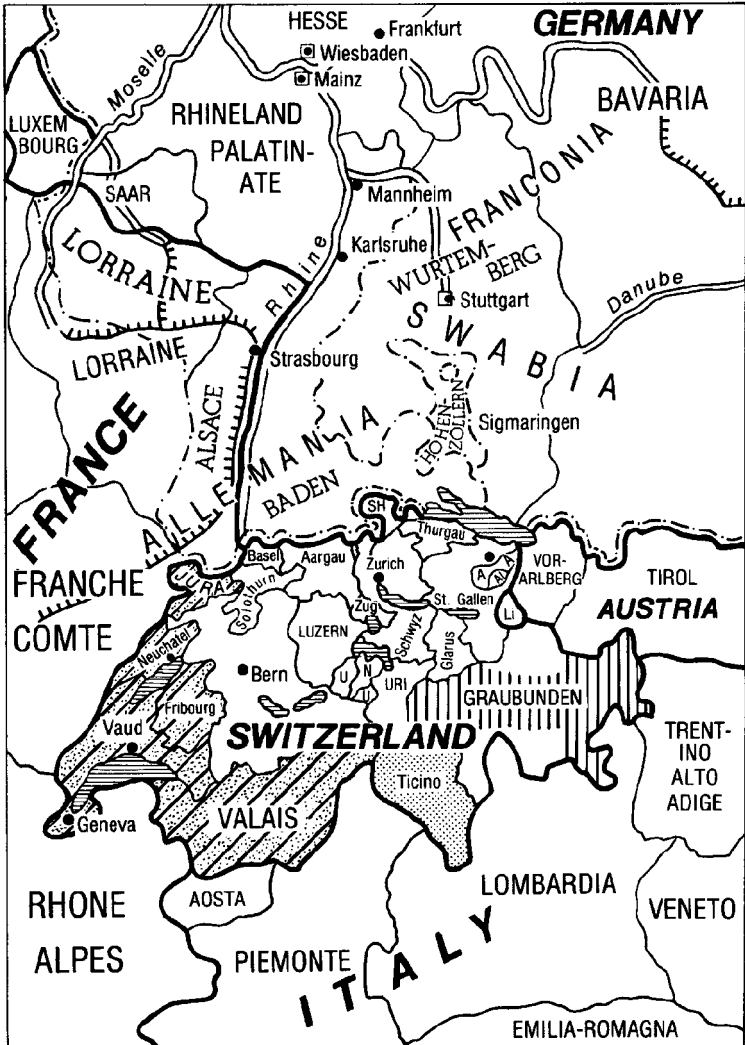 HESSE
Frankfurt
GERMANY
Wiesbaden
Mainz
Moselle
BAVARIA
LUXEM
BOURG
RHINELAND
PALATIN-
ATE
SAAR
Mannheim
FRANCONIA
Karlsruhe
LORRAINE
Rhine
WURTEM-
BERG
Stuttgart
Danube
SWABIA
LORRAINE
Strasbourg
ALSACE
HOHEN-
ZOLLERN
Sigmaringen
FRANCE
ALLEMANIA
BADEN
SH
Thurgau
FRANCHE
COMTE
JURA
Basel
Aargau
Zurich
Solothurn
A
A
VOR-
ARLBERG
TIROL
AUSTRIA
Zug
St. Gallen
Li
LUZERN
Schwyz
Glarus
Neuchatel
Bern
U
N
URI
GRAUBUNDEN
Fribourg
Vaud
SWITZERLAND
TRENT-
INO
ALTO
ADIGE
Ticino
Geneva
VALAIS
RHONE
ALPES
AOSTA
LOMBARDIA
VENETO
PIEMONTE
ITALY
EMILIA-ROMAGNA